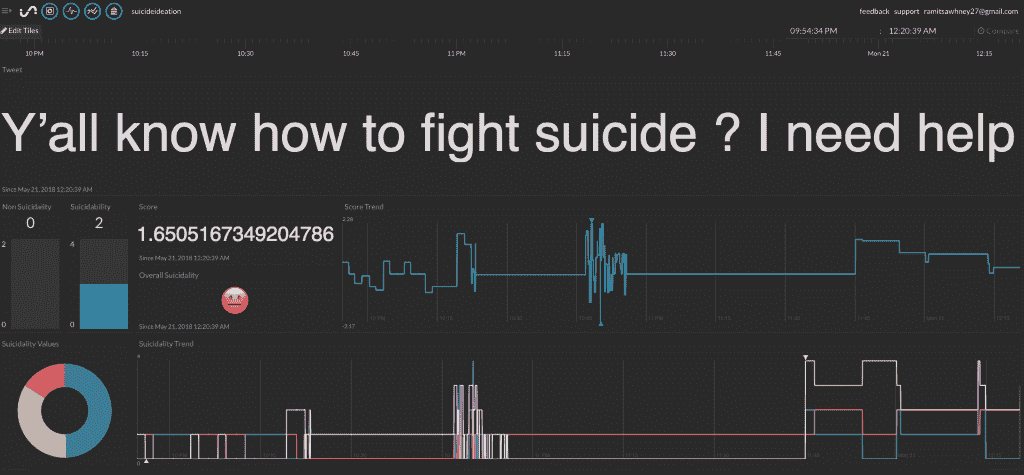 suicideideation
feedback support ramitsawhney27@gmail.com
Edit Tiles
09:54:34 PM : 12:20:39 AM Compare
10 PM 10:15 10:30 10:45 11 PM 11:15 11:30 11:45 Mon 21 12:15
Tweet
Y’all know how to fight suicide ? I need help
Since May 21, 2018 12:20:39 AM
Non Suicidality Suicidability Score Score Trend
0 2
2 4
0 0
1.6505167349204786
Since May 21, 2018 12:20:39 AM
Overall Suicidality
Since May 21, 2018 12:20:39 AM
2.26
-3.17
Suicidality Values Suicidality Trend
0